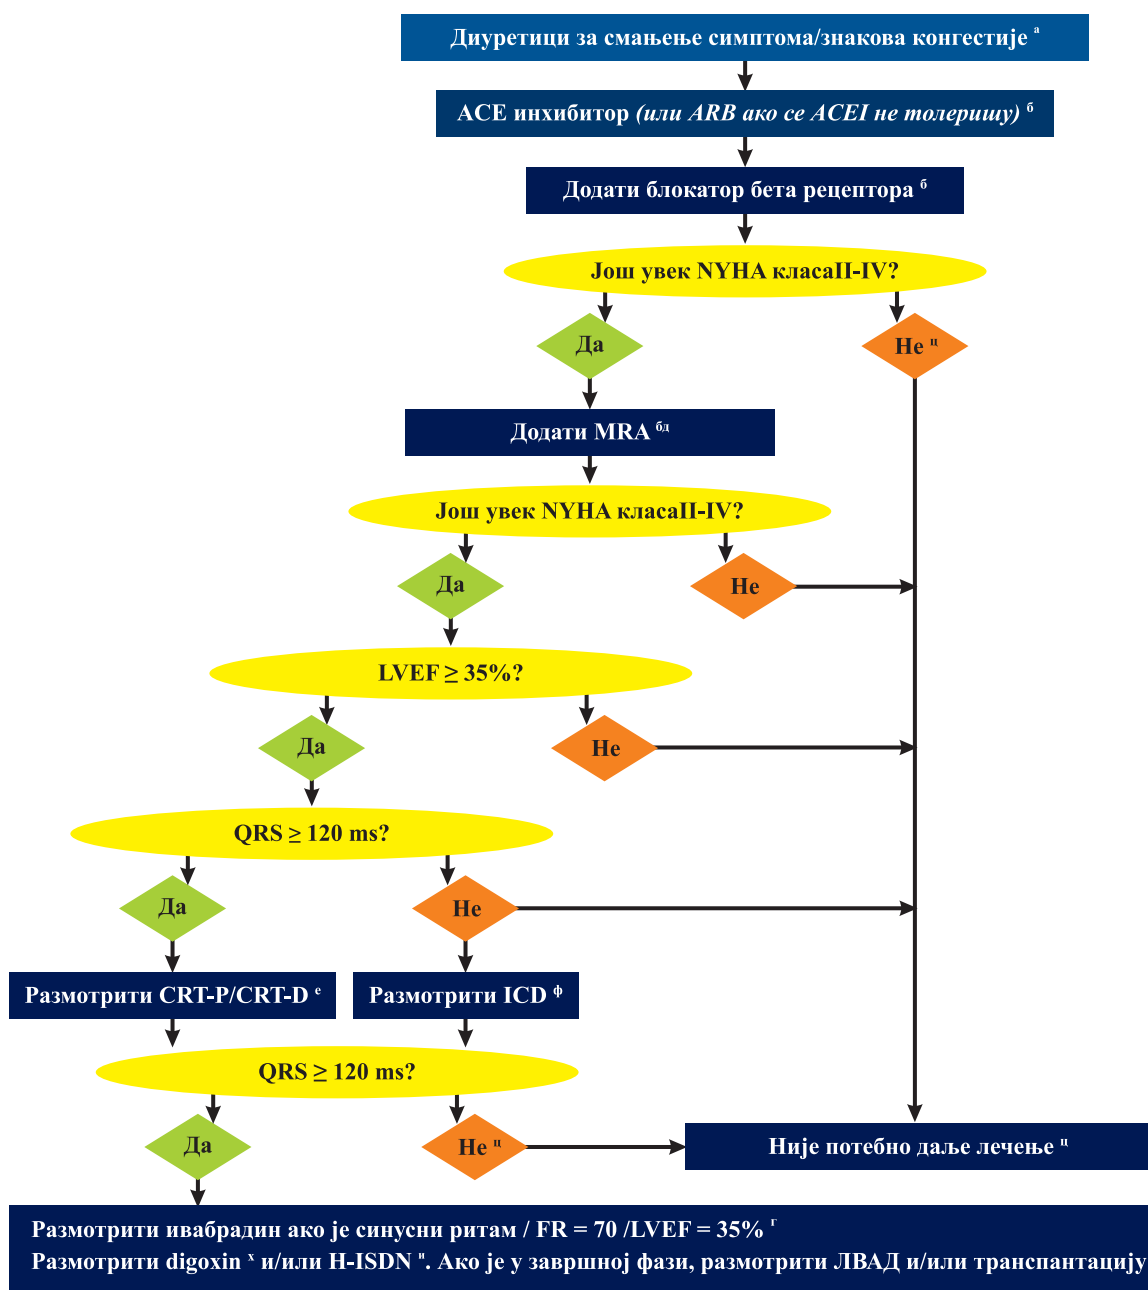 Диуретици за смањење симптома/знакова конгестије ª
АСЕ инхибитор (или ARB ако се ACEI не толеришу) ᵟ
Додати блокатор бета рецептора ᵟ
Још увек NYHA класаII-IV?
Да
Не ᶣ
Додати MRA бд
Још увек NYHA класаII-IV?
Да
Не
LVEF ≥ 35%?
Да
Не
QRS ≥ 120 ms?
Да
Не
Размотрити CRT-P/CRT-D е
Размотрити ICD ф
QRS ≥ 120 ms?
Да
Не ц
Није потебно даље лечење ц
Размотрити ивабрадин ако је синусни ритам / FR = 70 /LVEF = 35% г
Размотрити digoxin х и/или H-ISDN ". Ако је у завршној фази, размотрити ЛВАД и/или транспантацију